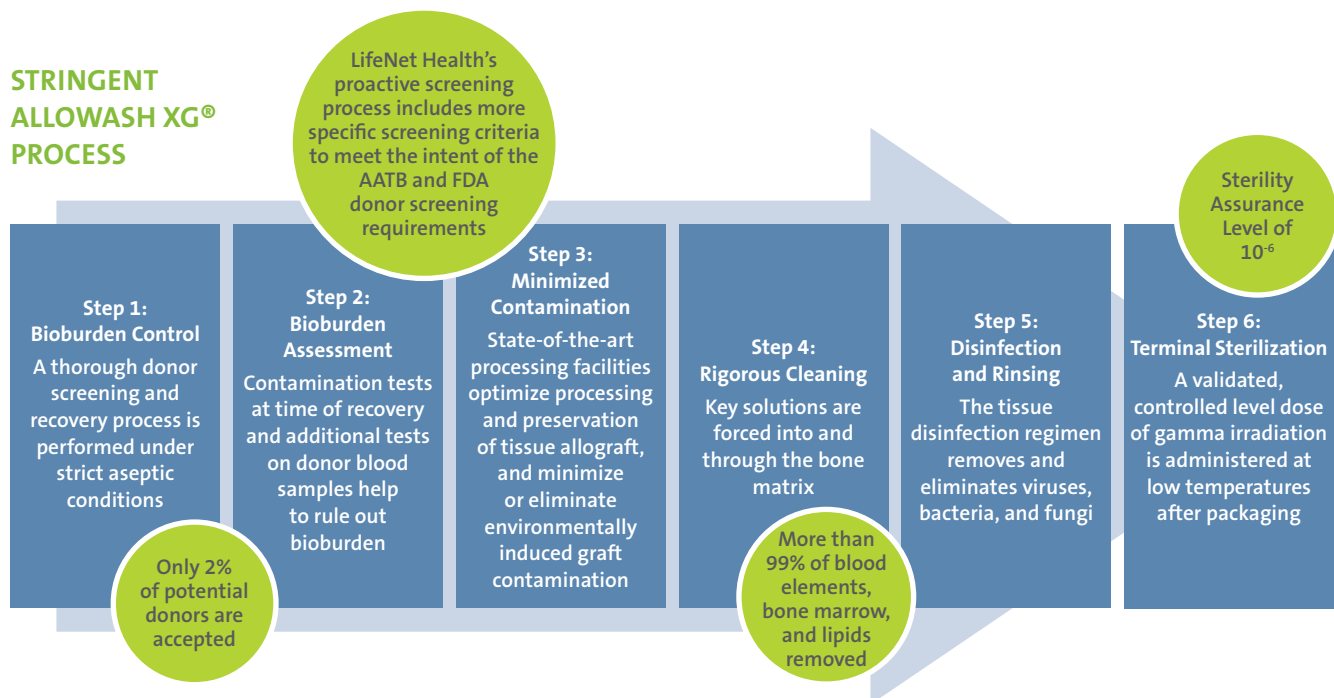 STRINGENT
ALLOWASH XG®
PROCESS
LifeNet Health’s
proactive screening
process includes more
specific screening criteria
to meet the intent of the
AATB and FDA
donor screening
requirements
Sterility
Assurance
Level of
10⁻⁶
Step 1:
Bioburden Control
A thorough donor
screening and
recovery process is
performed under
strict aseptic
conditions
Only 2%
of potential
donors are
accepted
Step 2:
Bioburden
Assessment
Contamination tests
at time of recovery
and additional tests
on donor blood
samples help
to rule out
bioburden
Step 3:
Minimized
Contamination
State-of-the-art
processing facilities
optimize processing
and preservation
of tissue allograft,
and minimize
or eliminate
environmentally
induced graft
contamination
Step 4:
Rigorous Cleaning
Key solutions are
forced into and
through the bone
matrix
More than
99% of blood
elements,
bone marrow,
and lipids
removed
Step 5:
Disinfection
and Rinsing
The tissue
disinfection regimen
removes and
eliminates viruses,
bacteria, and fungi
Step 6:
Terminal Sterilization
A validated,
controlled level dose
of gamma irradiation
is administered at
low temperatures
after packaging